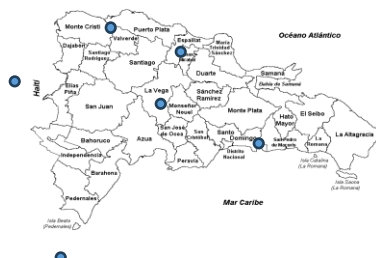 Monte Cristi
Puerto Plata
Océano Atlántico
Valverde
Espaillat
María
Trinidad
Sánchez
Dajabón
Santiago
Rodríguez
Santiago
Duarte
Samaná
Bahía de Samaná
Haití
Elías
Piña
La Vega
Sánchez
Ramírez
San Juan
Monseñor
Nouel
Monte Plata
Hato
Mayor
El Seibo
La Altagracia
San José
de Ocoa
San
Cristóbal
Santo
Domingo
San Pedro
de Macorís
La
Romana
Azua
Distrito
Nacional
Bahoruco
Peravia
Isla Catalina
(La Romana)
Independencia
Isla Saona
(La Romana)
Barahona
Pedernales
Mar Caribe
Isla Beata
(Pedernales)